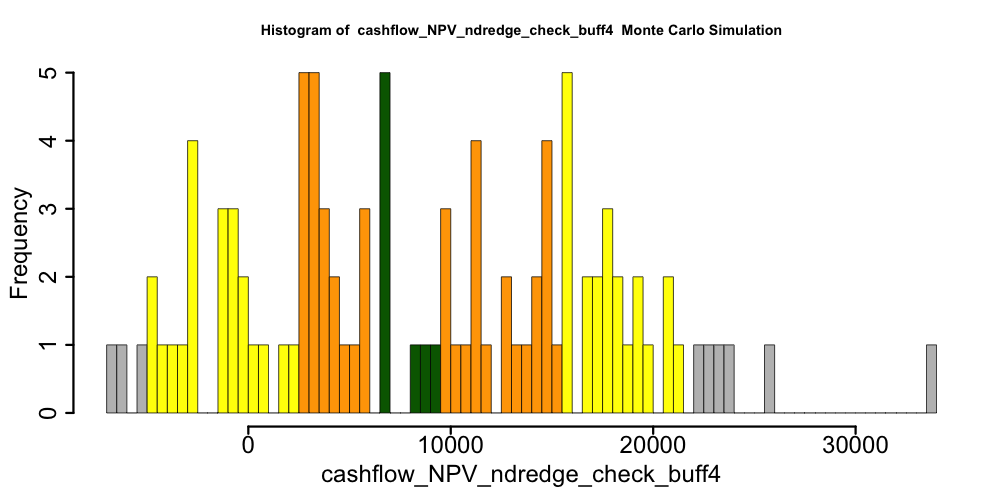 Histogram of  cashflow_NPV_ndredge_check_buff4  Monte Carlo Simulation
5
4
3
2
1
0
Frequency
0 10000 20000 30000
cashflow_NPV_ndredge_check_buff4